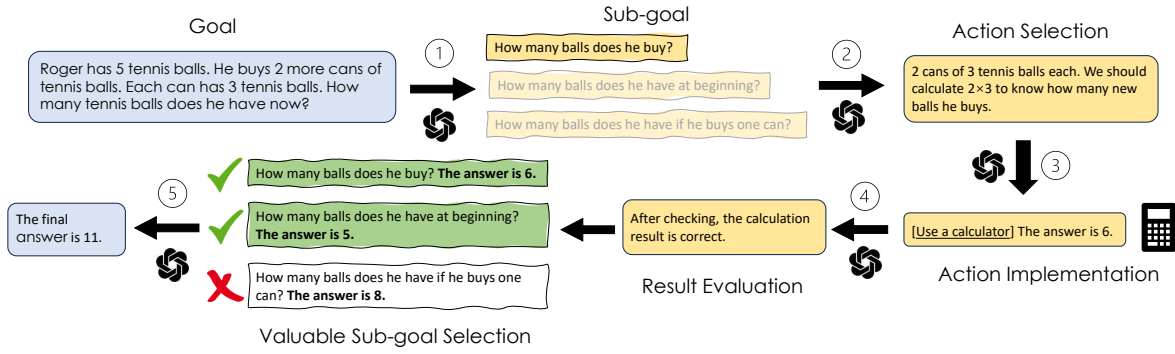 Goal
Roger has 5 tennis balls. He buys 2 more cans of
tennis balls. Each can has 3 tennis balls. How
many tennis balls does he have now?
1
Sub-goal
How many balls does he buy?
How many balls does he have at beginning?
How many balls does he have if he buys one can?
2
Action Selection
2 cans of 3 tennis balls each. We should
calculate 2×3 to know how many new
balls he buys.
3
[Use a calculator] The answer is 6.
Action Implementation
4
After checking, the calculation
result is correct.
Result Evaluation
How many balls does he buy? The answer is 6.
How many balls does he have at beginning?
The answer is 5.
How many balls does he have if he buys one
can? The answer is 8.
Valuable Sub-goal Selection
5
The final
answer is 11.